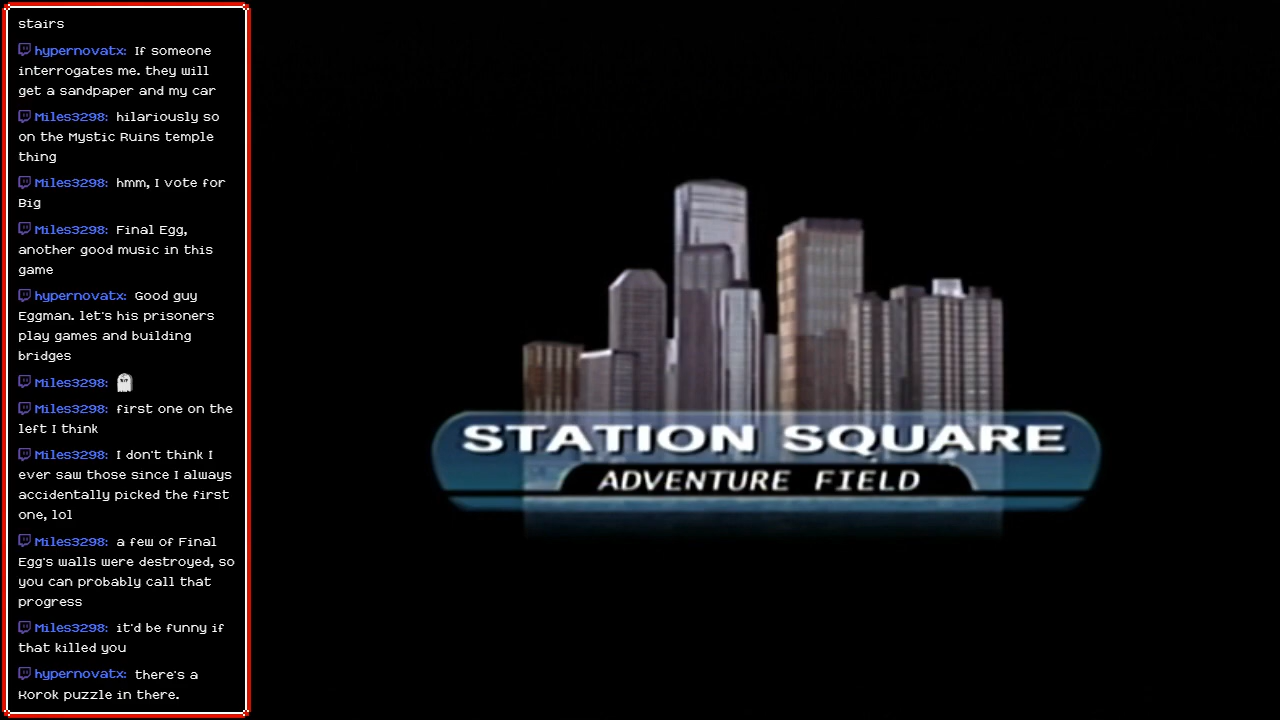 stairs
hypernovatx: If someone
interrogates me. they will
get a sandpaper and my car
Miles3298: hilariously so
on the Mystic Ruins temple
thing
Miles3298: hmm, I vote for
Big
Miles3298: Final Egg,
another good music in this
game
hypernovatx: Good guy
Eggman. let's his prisoners
play games and building
bridges
Miles3298:
Miles3298: first one on the
left I think
Miles3298: I don't think I
ever saw those since I always
accidentally picked the first
one, lol
Miles3298: a few of Final
Egg's walls were destroyed, so
you can probably call that
progress
Miles3298: it'd be funny if
that killed you
hypernovatx: there's a
Korok puzzle in there.
STATION SQUARE
ADVENTURE FIELD